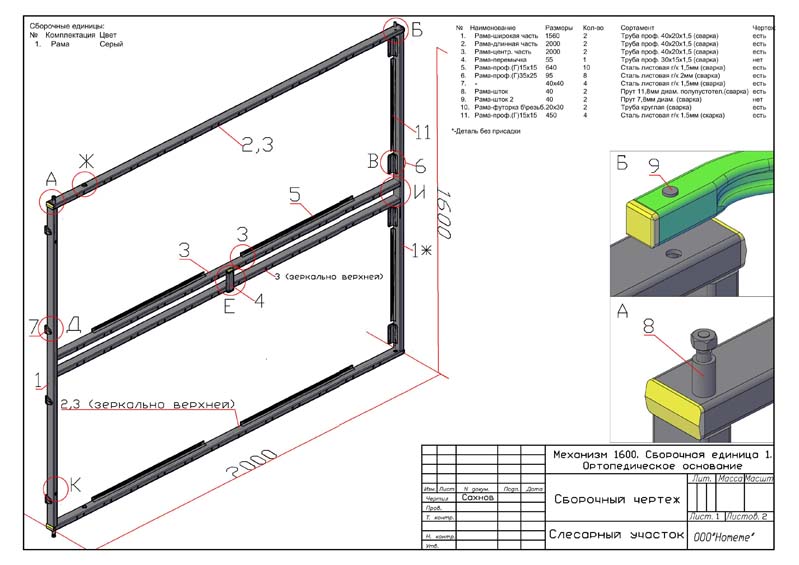 Сборочные единицы:
№ Комплектация Цвет
1. Рама Серый
№ Наименование Размеры Кол-во Сортамент Чертеж
1. Рама-широкая часть 1560 2 Труба проф. 40х20х1,5 (сварка) есть
2. Рама-длинная часть 2000 2 Труба проф. 40х20х1,5 (сварка) есть
3. Рама-центр. часть 2000 2 Труба проф. 40х20х1,5 (сварка) есть
4. Рама-перемычка 55 1 Труба проф. 30х15х1,5 (сварка) нет
5. Рама-проф.(Г)15х15 640 10 Сталь листовая г/к 1,5мм (сварка) есть
6. Рама-проф.(Г)35х25 95 8 Сталь листовая г/к 2мм (сварка) есть
7. - 40х40 4 Сталь листовая г/к 1,5мм (сварка) есть
8. Рама-шток 40 2 Прут 11,8мм диам. полупустотел.(сварка) есть
9. Рама-шток 2 40 2 Прут 7,8мм диам. (сварка) нет
10. Рама-футорка б\резьб. 20х30 2 Труба круглая (сварка) есть
11. Рама-проф.(Г)15х15 450 4 Сталь листовая г/к 1,5мм (сварка) есть
*-Деталь без присадки
Б
11
2,3
Ж
В
6
А
И
1600
5
3
3
1ж
3 (зеркально верхней)
Е
4
7
Д
1
2,3 (зеркально верхней)
2000
К
Б
9
А
8
Механизм 1600. Сборочная единица 1.
Ортопедическое основание
Лит. Масса Масшт
Изм Лист N докум. Подп. Дата
Чертил Сахнов
Сборочный чертеж
Пров.
Т. контр.
Лист. 1 Листов. 2
Н. контр.
Слесарный участок
ООО"Homeme"
Утв.